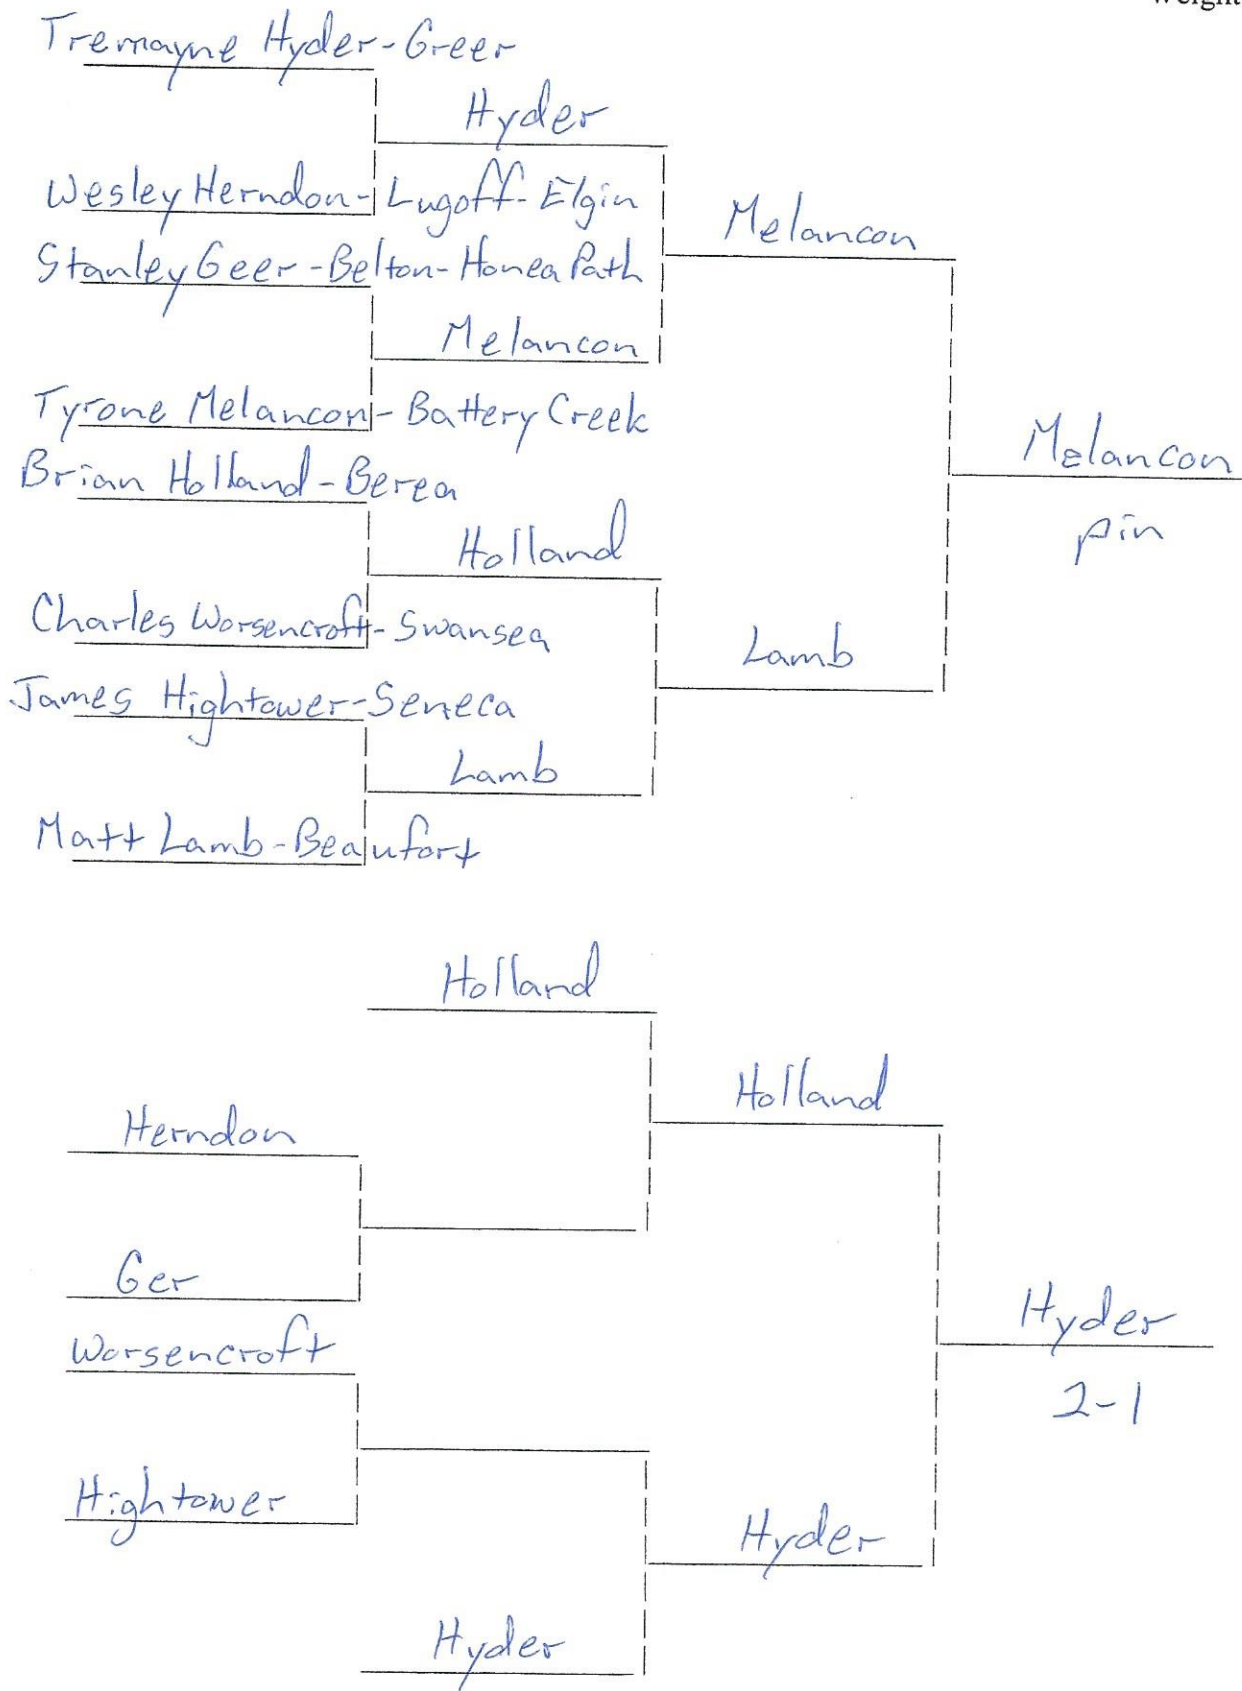 Weight
Tremayne Hyder-Greer
Hyder
Wesley Herndon-Lugoff-Elgin
Melancon
Stanley Geer-Belton-Honea Path
Melancon
Tyrone Melancon-Battery Creek
Melancon
Brian Holland-Berea
pin
Holland
Charles Worsencroft-Swansea
Lamb
James Hightower-Seneca
Lamb
Matt Lamb-Beaufort
Holland
Holland
Herndon
Ger
Hyder
Worsencroft
2-1
Hightower
Hyder
Hyder